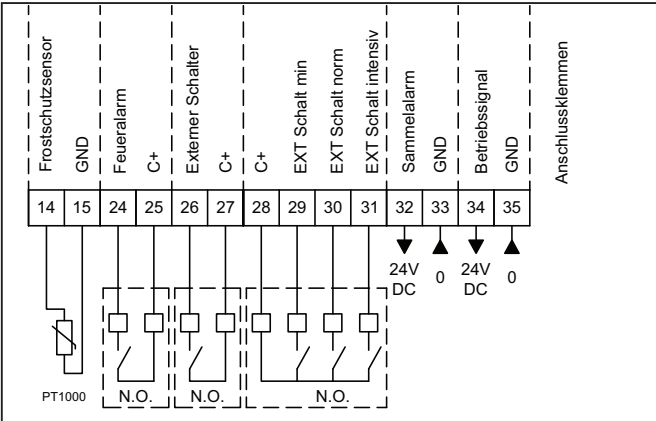 Frostschutzsensor
GND
Feueralarm
C+
Externer Schalter
C+
C+
EXT Schalt min
EXT Schalt norm
EXT Schalt intensiv
Sammelalarm
GND
Betriebssignal
GND
Anschlussklemmen
14 15 24 25 26 27 28 29 30 31 32 33 34 35
24V
DC
0
24V
DC
0
PT1000
N.O.
N.O.
N.O.